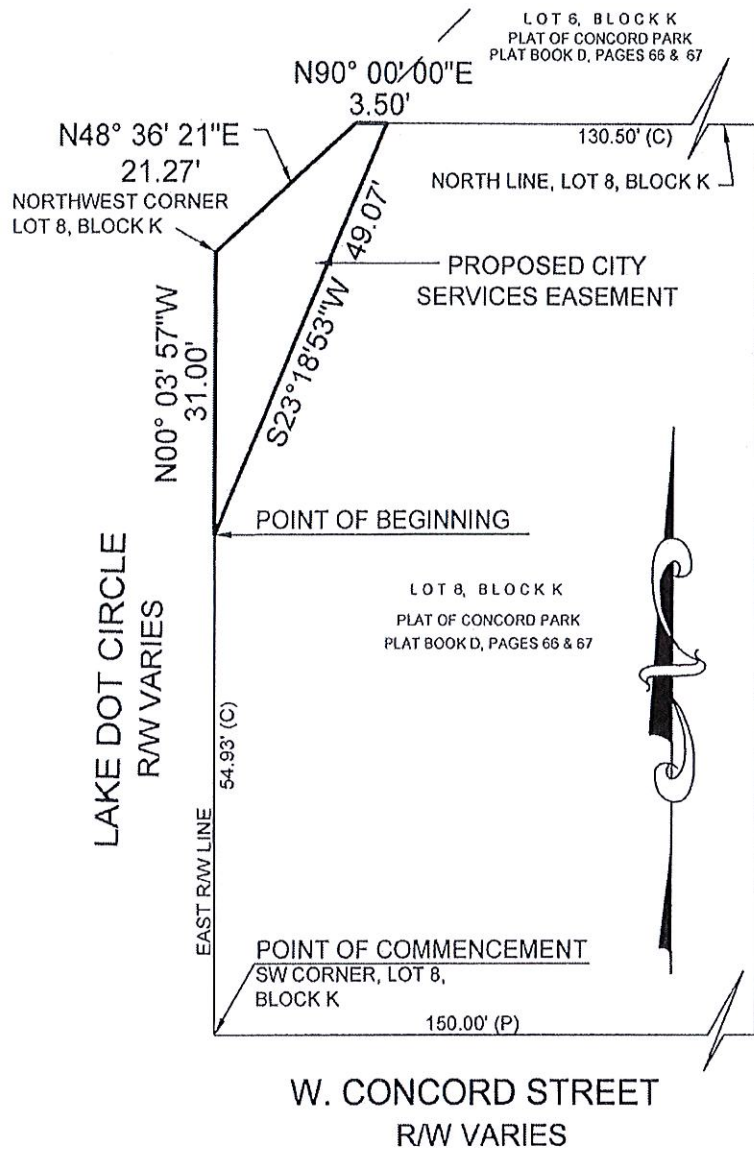 LOT 6, BLOCK K
PLAT OF CONCORD PARK
PLAT BOOK D, PAGES 66 & 67
N90° 00' 00"E
3.50'
130.50' (C)
N48° 36' 21"E
21.27'
NORTH LINE, LOT 8, BLOCK K
NORTHWEST CORNER
LOT 8, BLOCK K
PROPOSED CITY
SERVICES EASEMENT
S23°18'53"W 49.07'
N00° 03' 57"W
31.00'
POINT OF BEGINNING
LOT 8, BLOCK K
PLAT OF CONCORD PARK
PLAT BOOK D, PAGES 66 & 67
LAKE DOT CIRCLE
R/W VARIES
54.93' (C)
EAST R/W LINE
POINT OF COMMENCEMENT
SW CORNER, LOT 8,
BLOCK K
150.00' (P)
W. CONCORD STREET
R/W VARIES